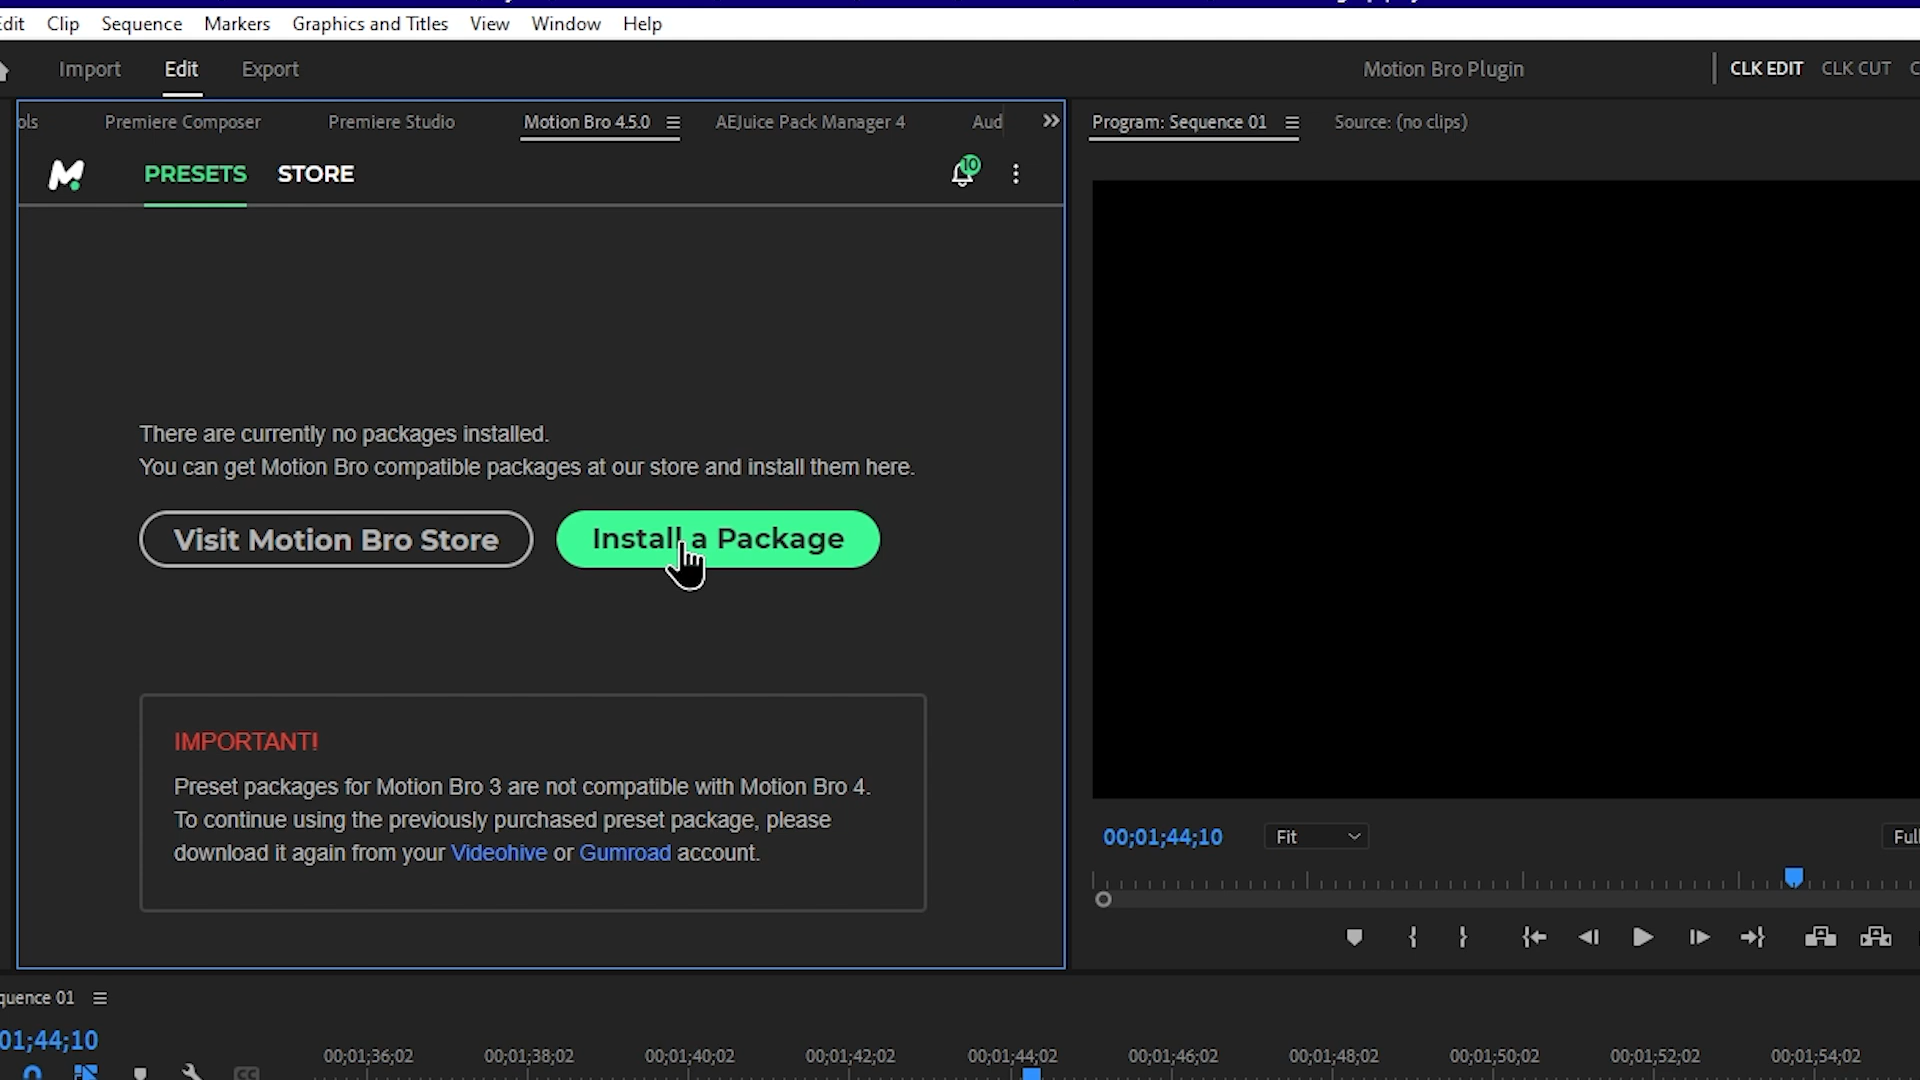 Edit Clip Sequence Markers Graphics and Titles View Window Help
Import Edit Export Motion Bro Plugin CLK EDIT CLK CUT
Premiere Composer Premiere Studio Motion Bro 4.5.0 AEJuice Pack Manager 4 Aud Program: Sequence 01 Source: (no clips)
PRESETS STORE 10
There are currently no packages installed.
You can get Motion Bro compatible packages at our store and install them here.
Visit Motion Bro Store Install a Package
IMPORTANT!
Preset packages for Motion Bro 3 are not compatible with Motion Bro 4.
To continue using the previously purchased preset package, please
download it again from your Videohive or Gumroad account.
00;01;44;10 Fit Full
quence 01
01;44;10
00;01;36;02 00;01;38;02 00;01;40;02 00;01;42;02 00;01;44;02 00;01;46;02 00;01;48;02 00;01;50;02 00;01;52;02 00;01;54;02